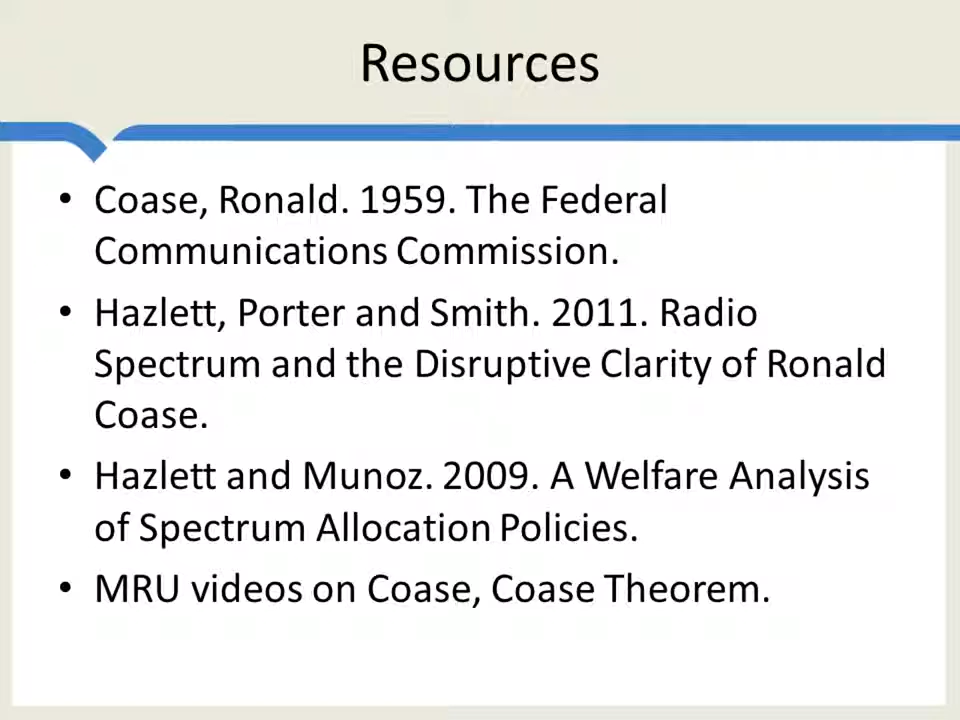 Resources
• Coase, Ronald. 1959. The Federal
Communications Commission.
• Hazlett, Porter and Smith. 2011. Radio
Spectrum and the Disruptive Clarity of Ronald
Coase.
• Hazlett and Munoz. 2009. A Welfare Analysis
of Spectrum Allocation Policies.
• MRU videos on Coase, Coase Theorem.